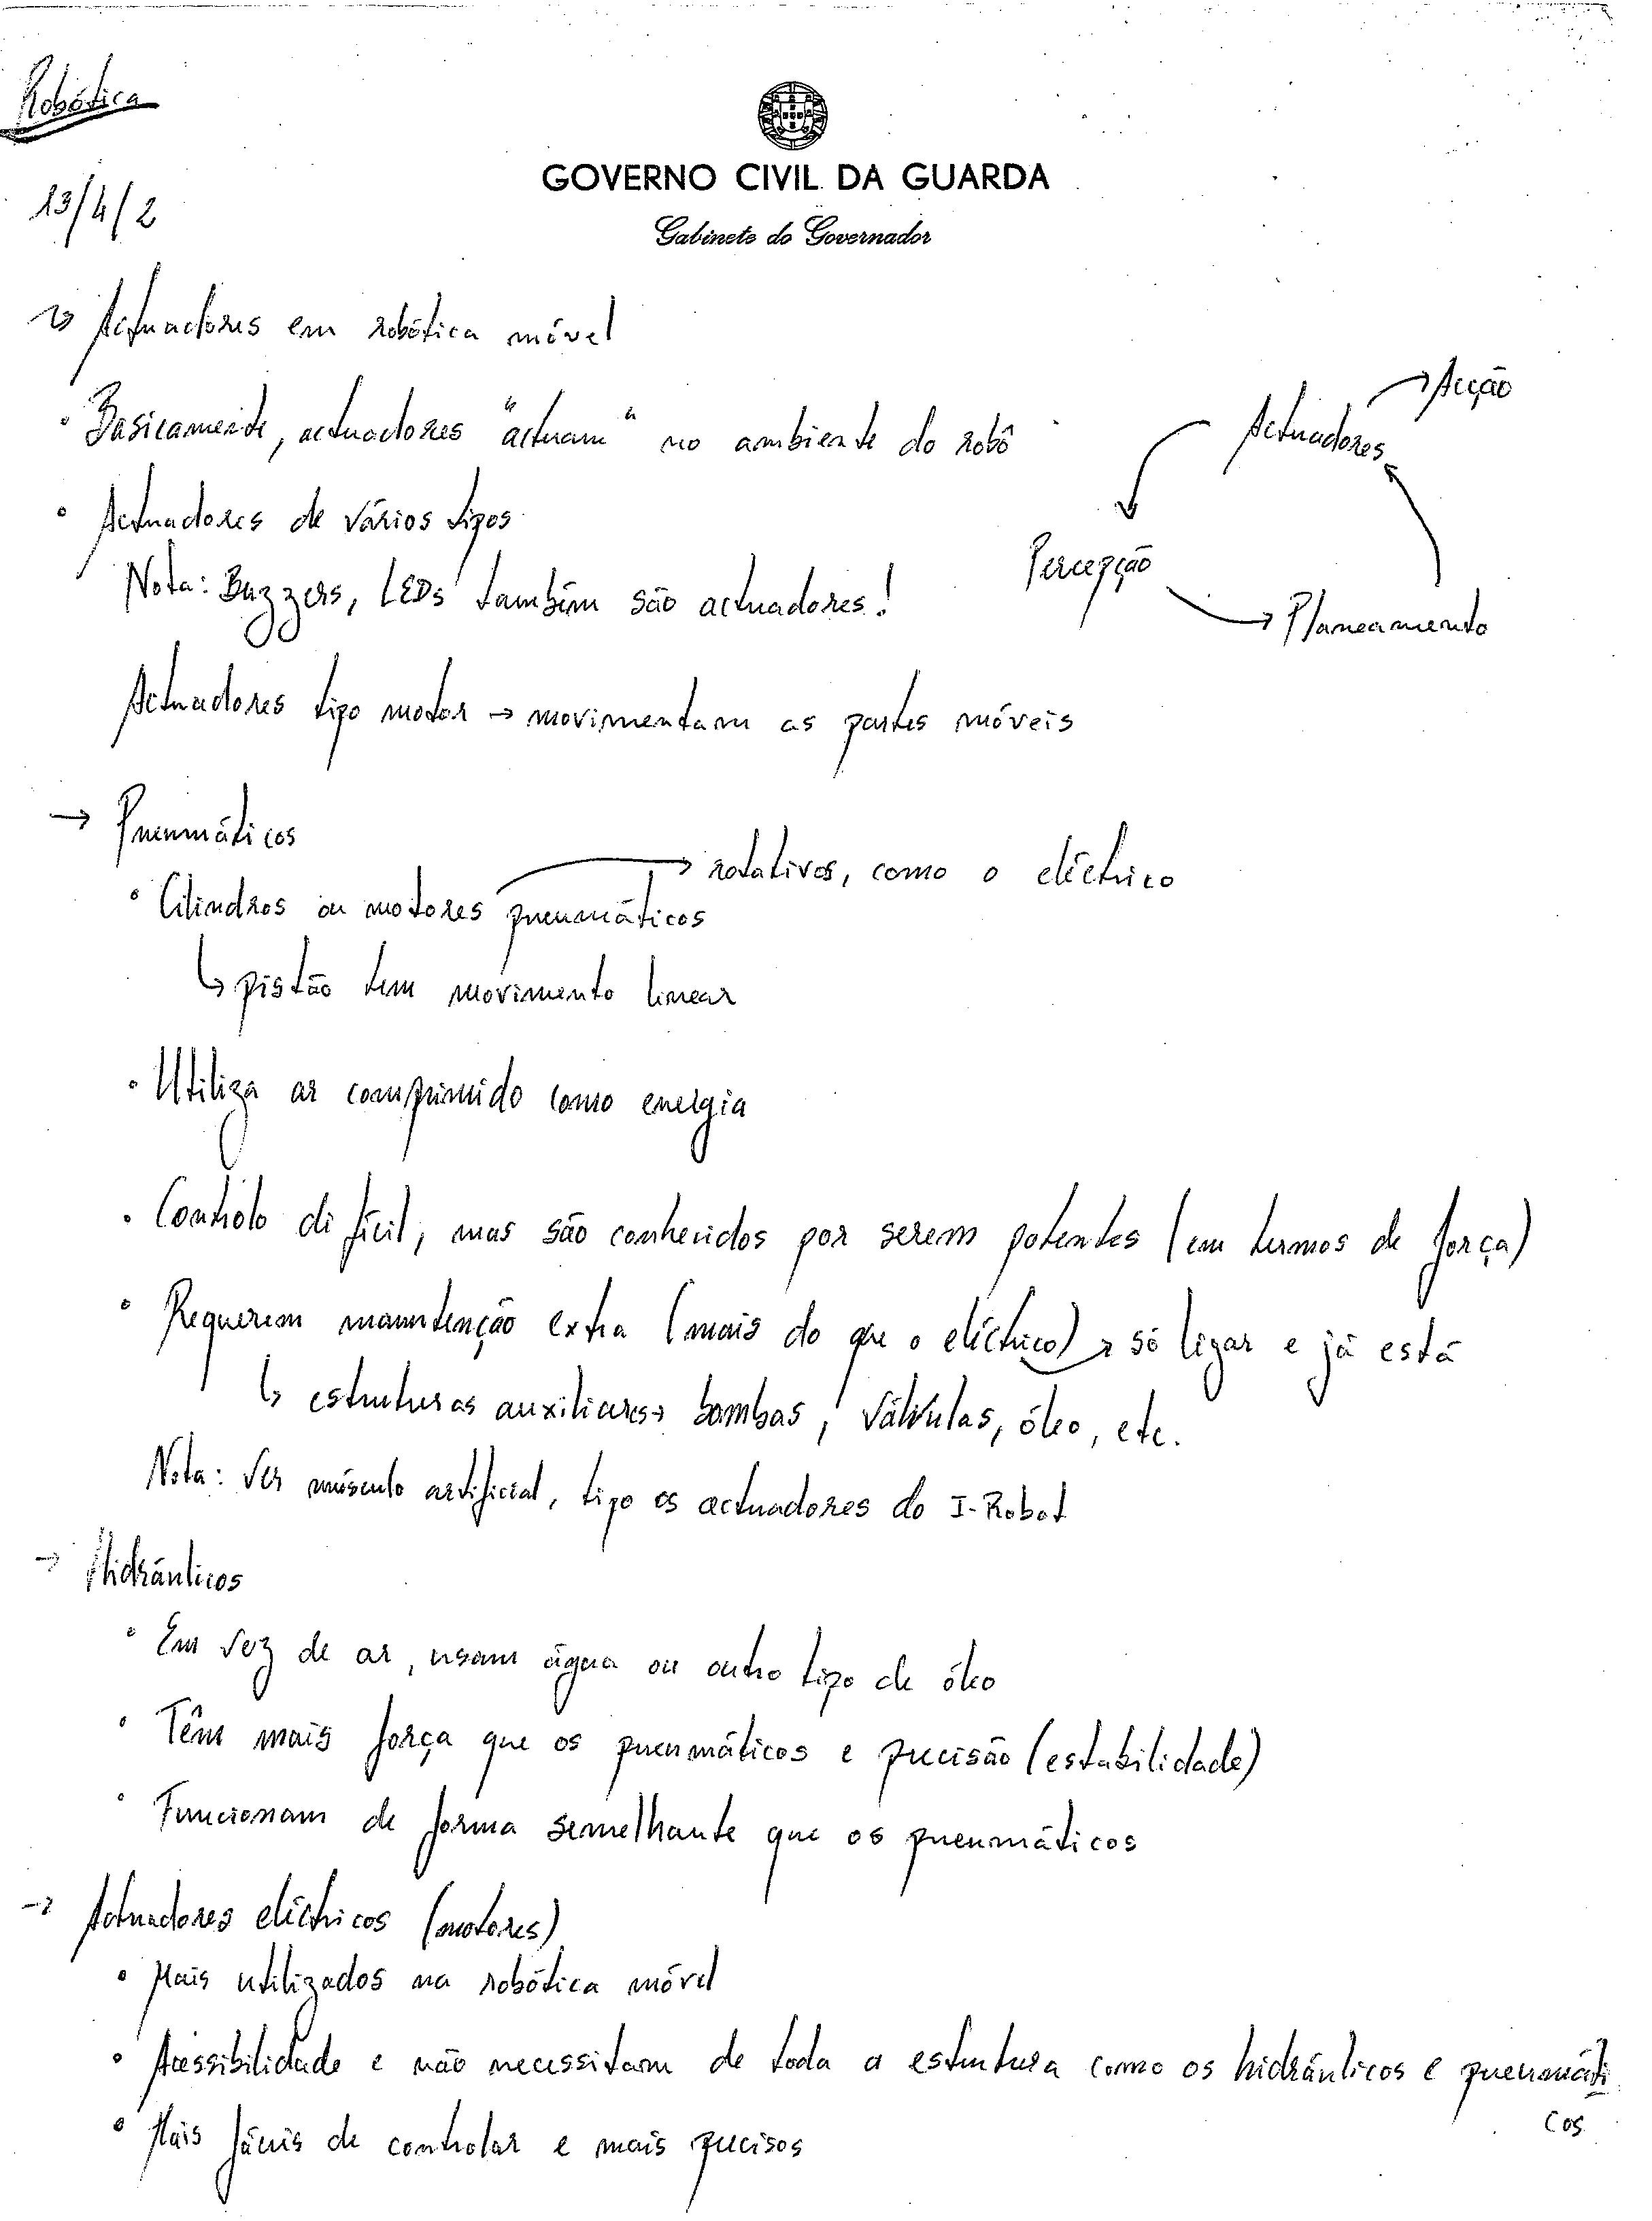 Robótica
GOVERNO CIVIL DA GUARDA
Gabinete do Governador
13/4/2
↳ Actuadores em robótica móvel
• Basicamente, actuadores "actuam" no ambiente do robô
Actuadores → Acção
• Actuadores de vários tipos
Percepção → Planeamento
Nota: Buzzers, LEDs também são actuadores!
Actuadores tipo motor → movimentam as partes móveis
→ Pneumáticos
→ rotativos, como o eléctrico
• Cilindros ou motores pneumáticos
↳ pistão tem movimento linear
• Utiliza ar comprimido como energia
• Controlo difícil, mas são conhecidos por serem potentes (em termos de força)
• Requerem manutenção extra (mais do que o eléctrico) → só ligar e já está
↳ estruturas auxiliares → bombas, válvulas, óleo, etc.
Nota: Ver músculo artificial, tipo os actuadores do I-Robot
→ Hidráulicos
• Em vez de ar, usam água ou outro tipo de óleo
• Têm mais força que os pneumáticos e precisão (estabilidade)
• Funcionam de forma semelhante que os pneumáticos
→ Actuadores eléctricos (motores)
• Mais utilizados na robótica móvel
• Acessibilidade e não necessitam de toda a estrutura como os hidráulicos e pneumáti
cos
• Mais fáceis de controlar e mais precisos